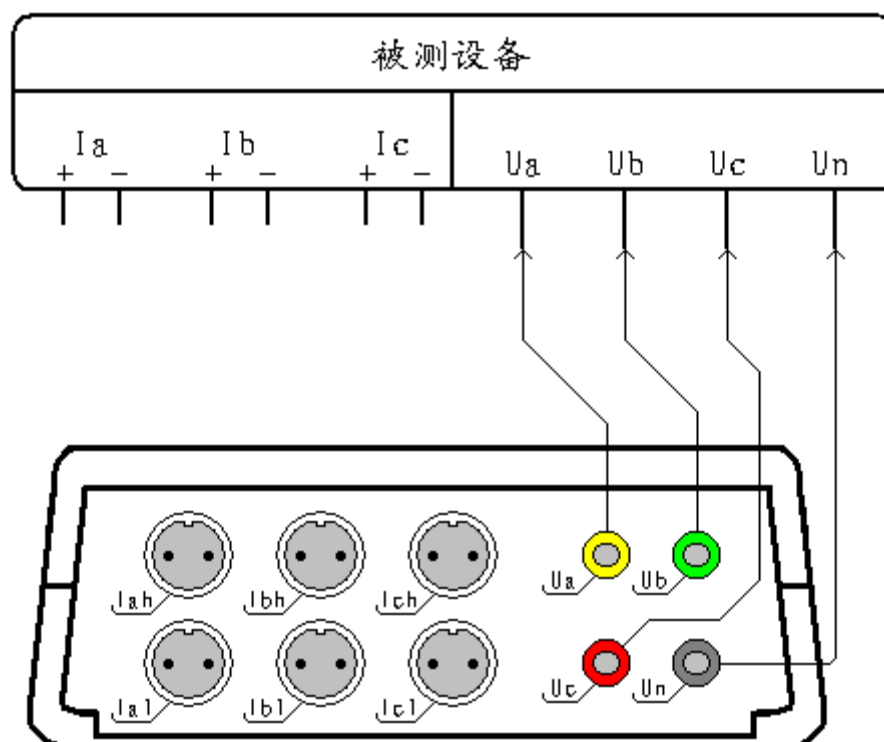 被测设备
Ia Ib Ic
+ - + - + -
Ua Ub Uc Un
Iah Ibh Ich Ua Ub
Ial Ibl Icl Uc Un